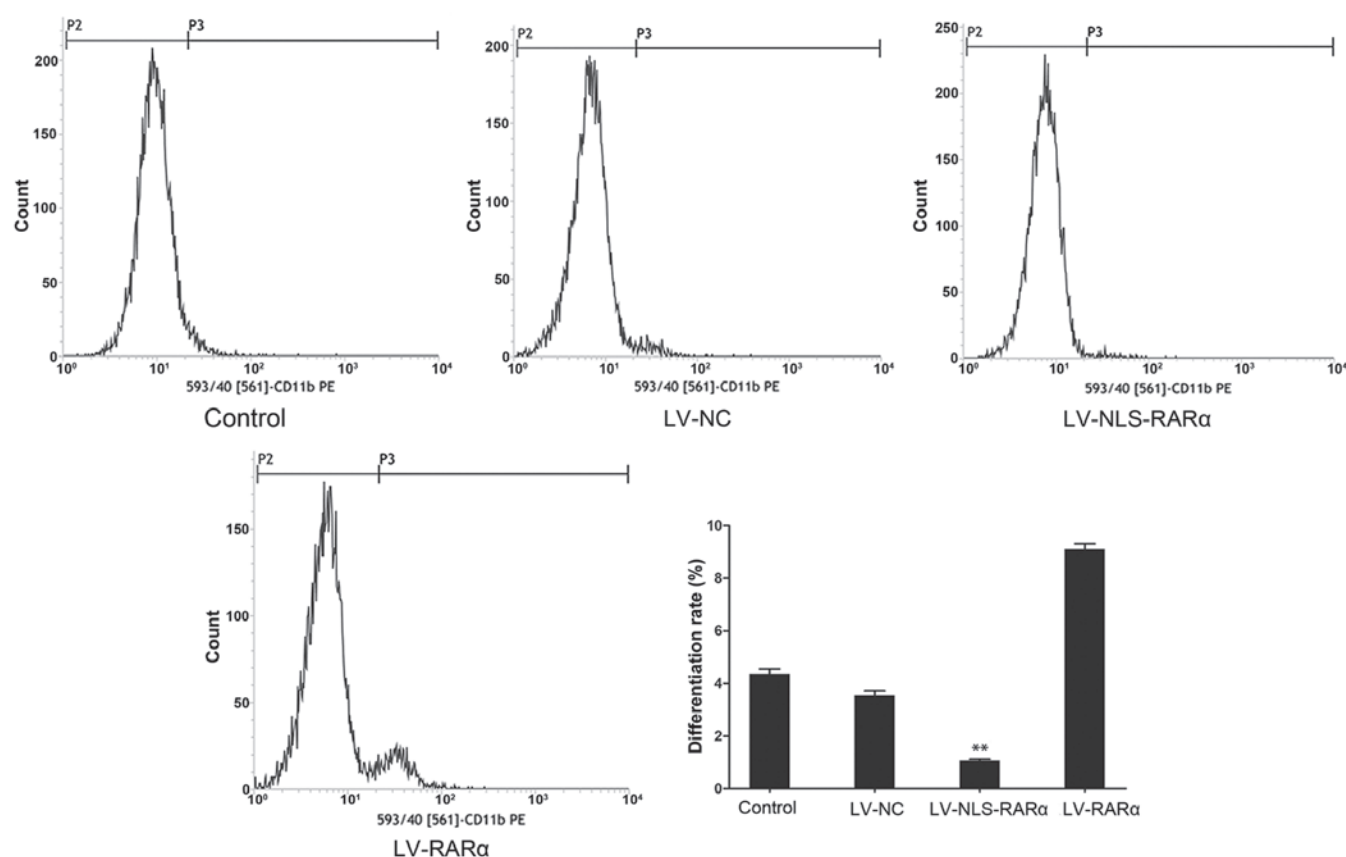 P2 P3
200
150
100
50
0
Count
10⁰ 10¹ 10² 10³ 10⁴
593/40 [561]-CD11b PE
Control
P2 P3
200
150
100
50
0
Count
10⁰ 10¹ 10² 10³ 10⁴
593/40 [561]-CD11b PE
LV-NC
P2 P3
250
200
150
100
50
0
Count
10⁰ 10¹ 10² 10³ 10⁴
593/40 [561]-CD11b PE
LV-NLS-RARα
P2 P3
150
100
50
0
Count
10⁰ 10¹ 10² 10³ 10⁴
593/40 [561]-CD11b PE
LV-RARα
10
8
6
4
2
0
Differentiation rate (%)
**
Control LV-NC LV-NLS-RARα LV-RARα